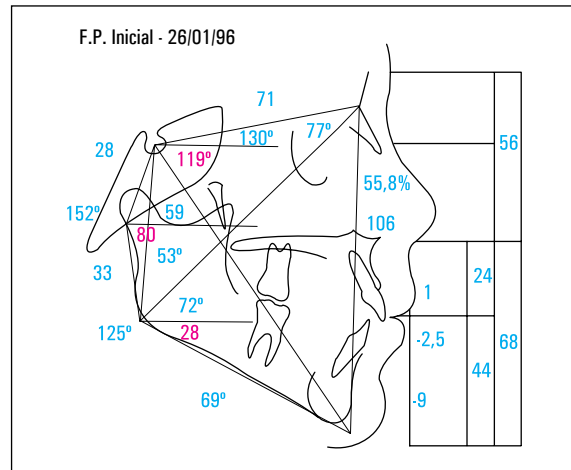 F.P. Inicial - 26/01/96
71
130º
77º
56
28
119º
55,8%
152º
59
106
80
53º
33
24
72º
1
125º
28
-2,5
68
44
69º
-9